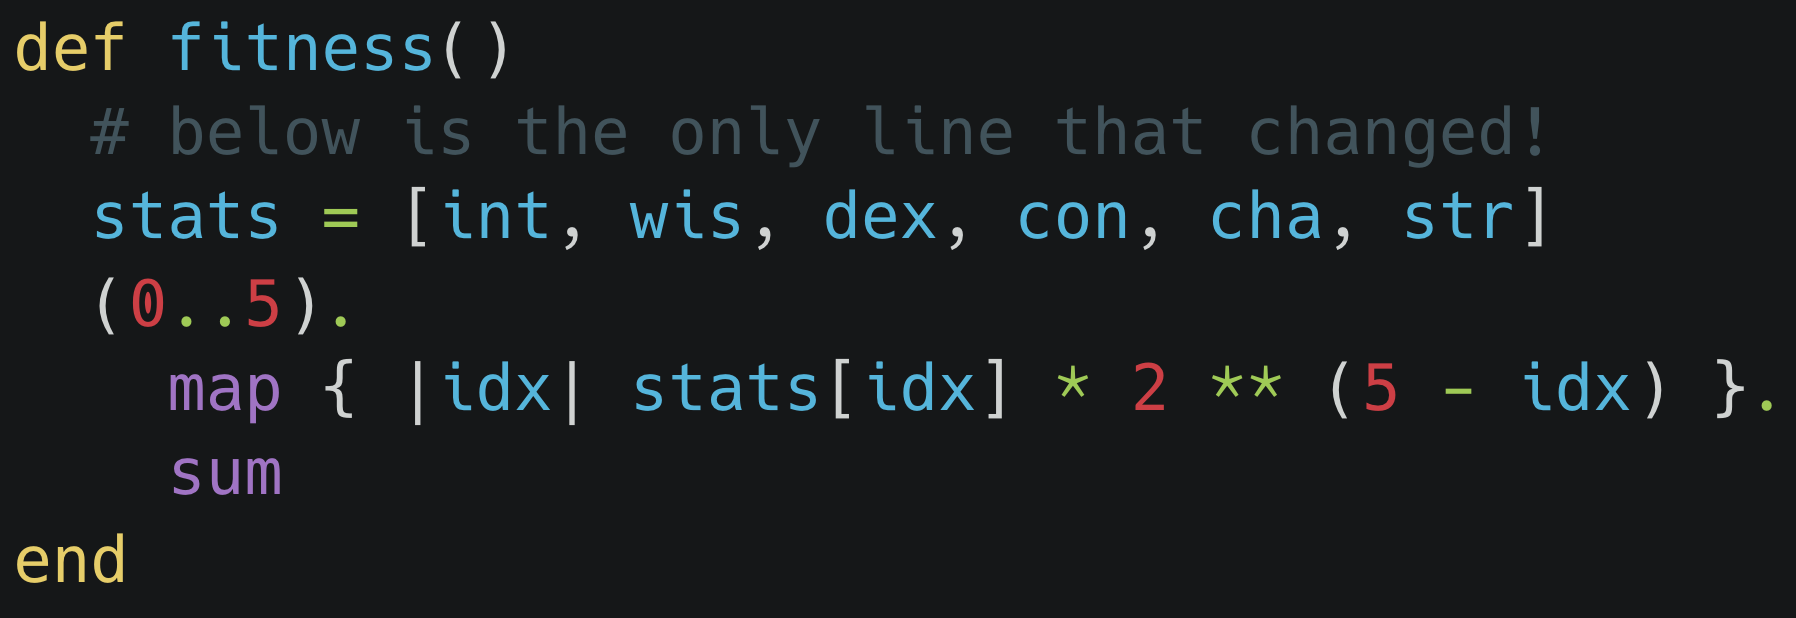 def fitness()
  # below is the only line that changed!
  stats = [int, wis, dex, con, cha, str]
  (0..5).
    map { |idx| stats[idx] * 2 ** (5 - idx) }.
    sum
end